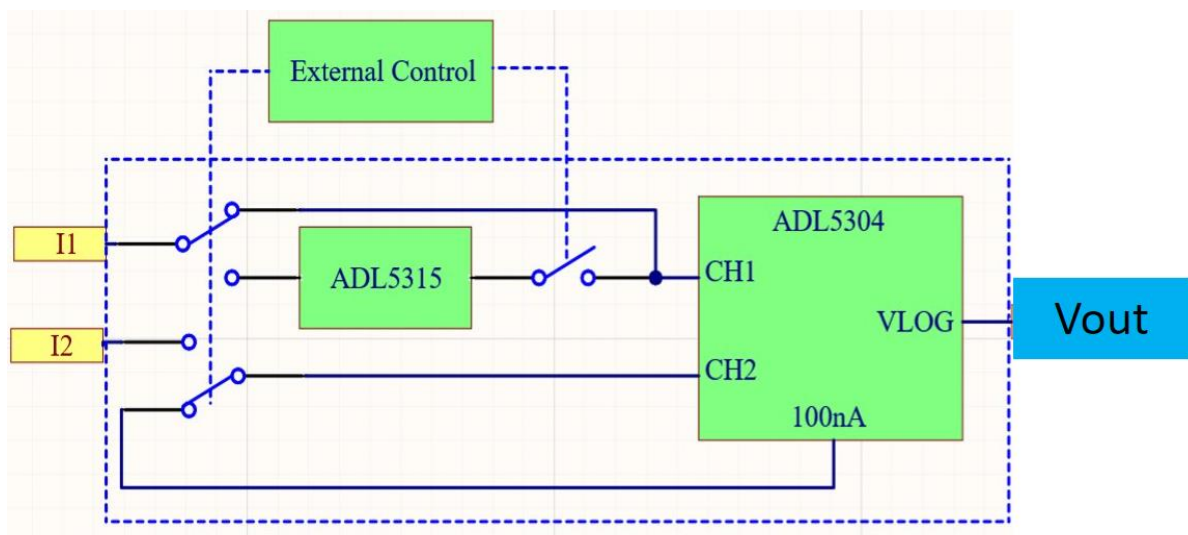 External Control
I1
ADL5315
I2
ADL5304
CH1
VLOG
CH2
100nA
Vout